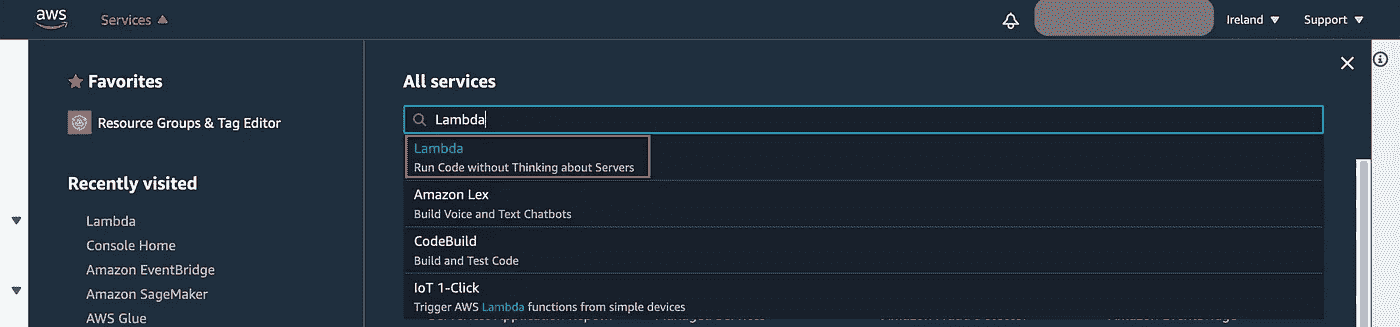 aws
Services
Ireland
Support
Favorites
Resource Groups & Tag Editor
Recently visited
Lambda
Console Home
Amazon EventBridge
Amazon SageMaker
AWS Glue
All services
Lambda
Lambda
Run Code without Thinking about Servers
Amazon Lex
Build Voice and Text Chatbots
CodeBuild
Build and Test Code
IoT 1-Click
Trigger AWS Lambda functions from simple devices